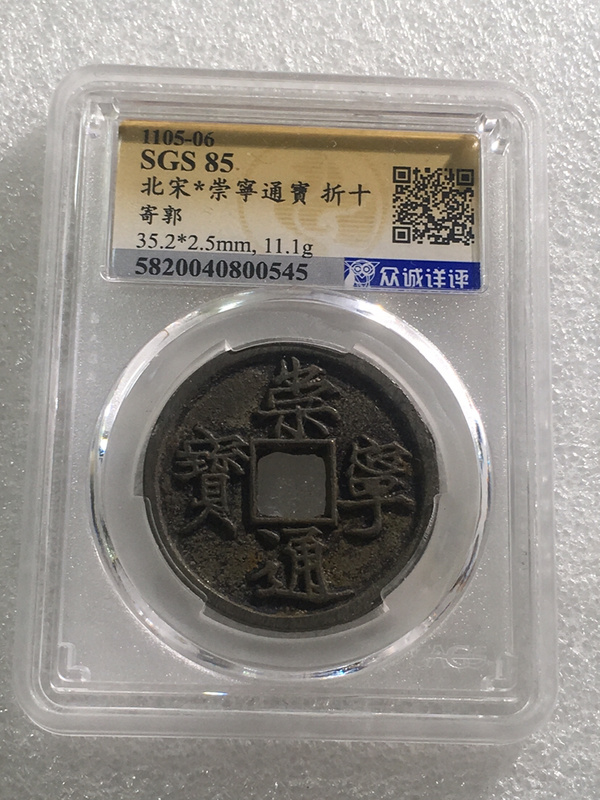 1105-06
SGS 85
北宋*崇寧通寶 折十
寄郭
35.2*2.5mm, 11.1g
5820040800545
众诚详评
崇寧通寶